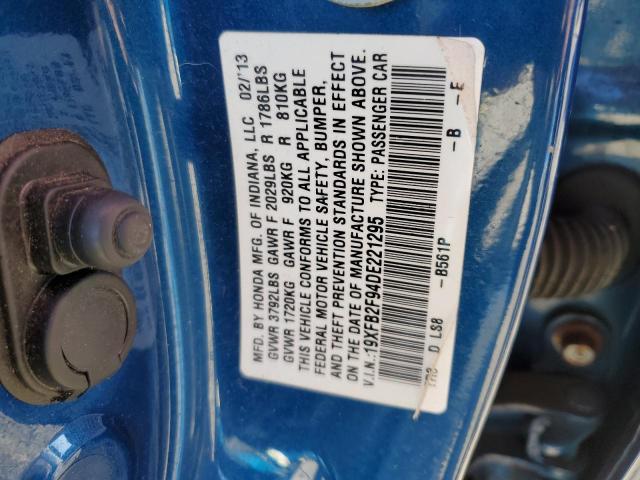 MFD. BY HONDA MFG. OF INDIANA, LLC 02/'13
GVWR 3792LBS GAWR F 2029LBS R 1786LBS
GVWR 1720KG GAWR F 920KG R 810KG
THIS VEHICLE CONFORMS TO ALL APPLICABLE
FEDERAL MOTOR VEHICLE SAFETY, BUMPER,
AND THEFT PREVENTION STANDARDS IN EFFECT
ON THE DATE OF MANUFACTURE SHOWN ABOVE.
V.I.N.:19XFB2F94DE221295 TYPE: PASSENGER CAR
D LS8 -B561P -B -E